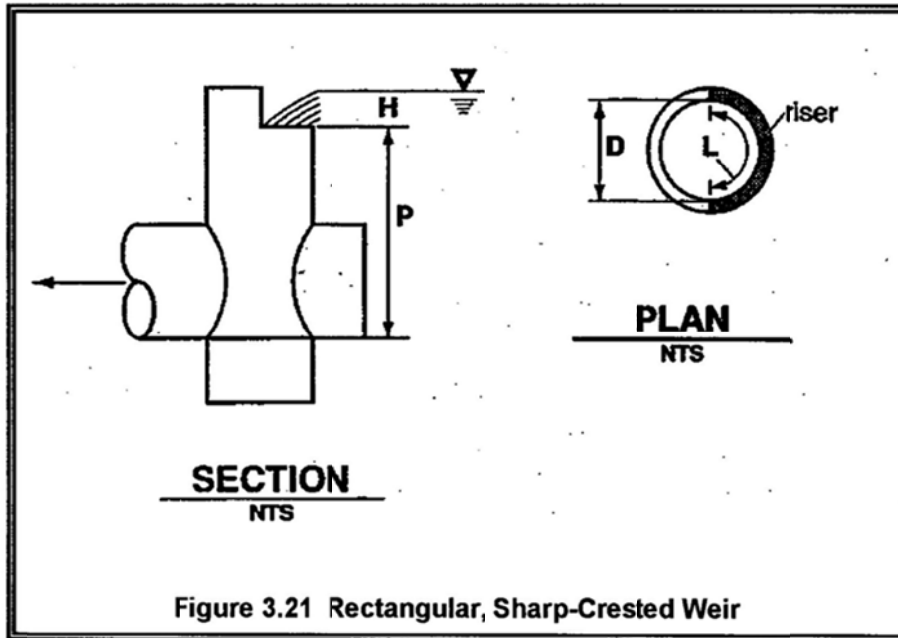 H
P
D
L
riser
PLAN
NTS
SECTION
NTS
Figure 3.21 Rectangular, Sharp-Crested Weir